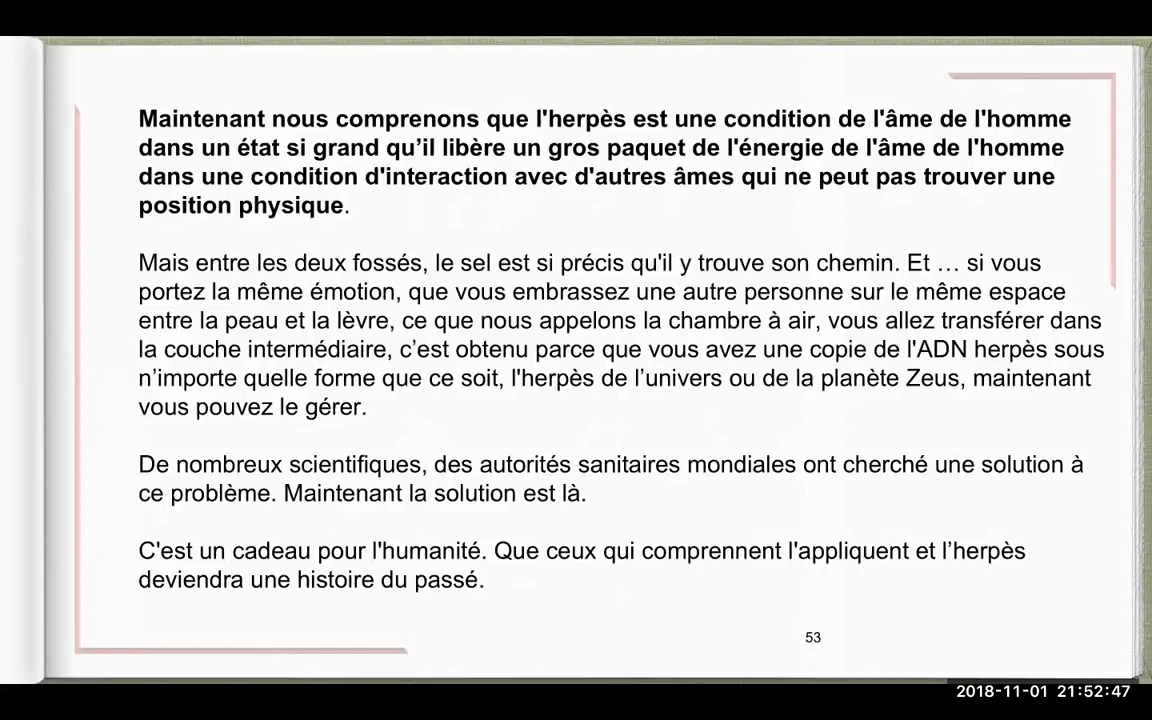 Maintenant nous comprenons que l'herpès est une condition de l'âme de l'homme
dans un état si grand qu’il libère un gros paquet de l'énergie de l'âme de l'homme
dans une condition d'interaction avec d'autres âmes qui ne peut pas trouver une
position physique.
Mais entre les deux fossés, le sel est si précis qu'il y trouve son chemin. Et … si vous
portez la même émotion, que vous embrassez une autre personne sur le même espace
entre la peau et la lèvre, ce que nous appelons la chambre à air, vous allez transférer dans
la couche intermédiaire, c’est obtenu parce que vous avez une copie de l'ADN herpès sous
n’importe quelle forme que ce soit, l'herpès de l’univers ou de la planète Zeus, maintenant
vous pouvez le gérer.
De nombreux scientifiques, des autorités sanitaires mondiales ont cherché une solution à
ce problème. Maintenant la solution est là.
C'est un cadeau pour l'humanité. Que ceux qui comprennent l'appliquent et l’herpès
deviendra une histoire du passé.
53
2018-11-01 21:52:47